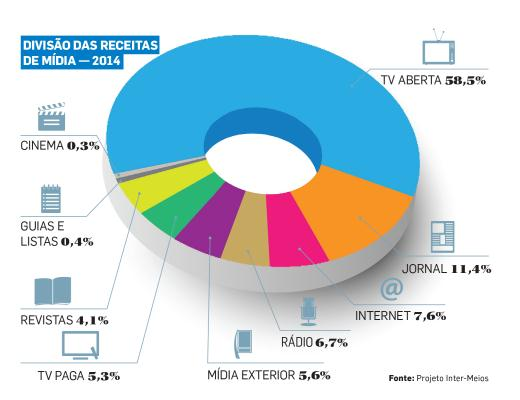 DIVISÃO DAS RECEITAS
DE MÍDIA — 2014
TV ABERTA 58,5%
CINEMA 0,3%
GUIAS E
LISTAS 0,4%
JORNAL 11,4%
@
REVISTAS 4,1%
INTERNET 7,6%
RÁDIO 6,7%
TV PAGA 5,3%
MÍDIA EXTERIOR 5,6%
Fonte: Projeto Inter-Meios